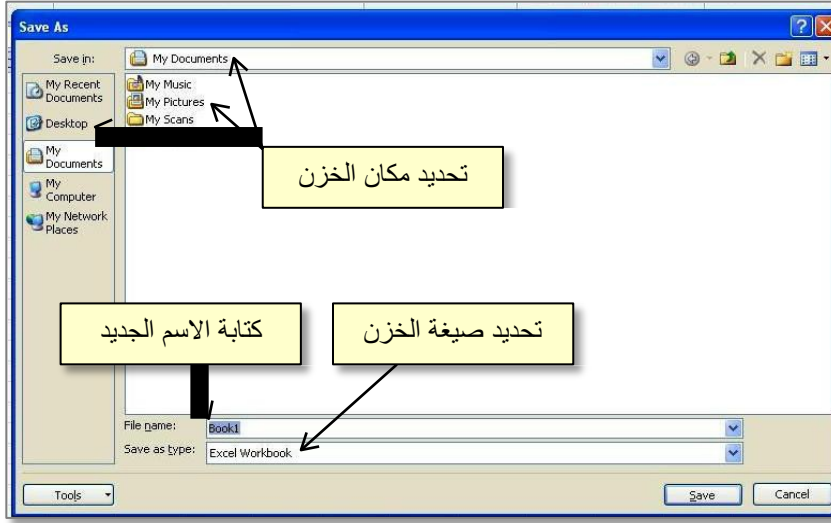 Save As
Save in:
My Documents
My Recent
Documents
Desktop
My
Documents
My
Computer
My Network
Places
My Music
My Pictures
My Scans
تحديد مكان الخزن
كتابة الاسم الجديد
تحديد صيغة الخزن
File name:
Book1
Save as type:
Excel Workbook
Tools
Save
Cancel